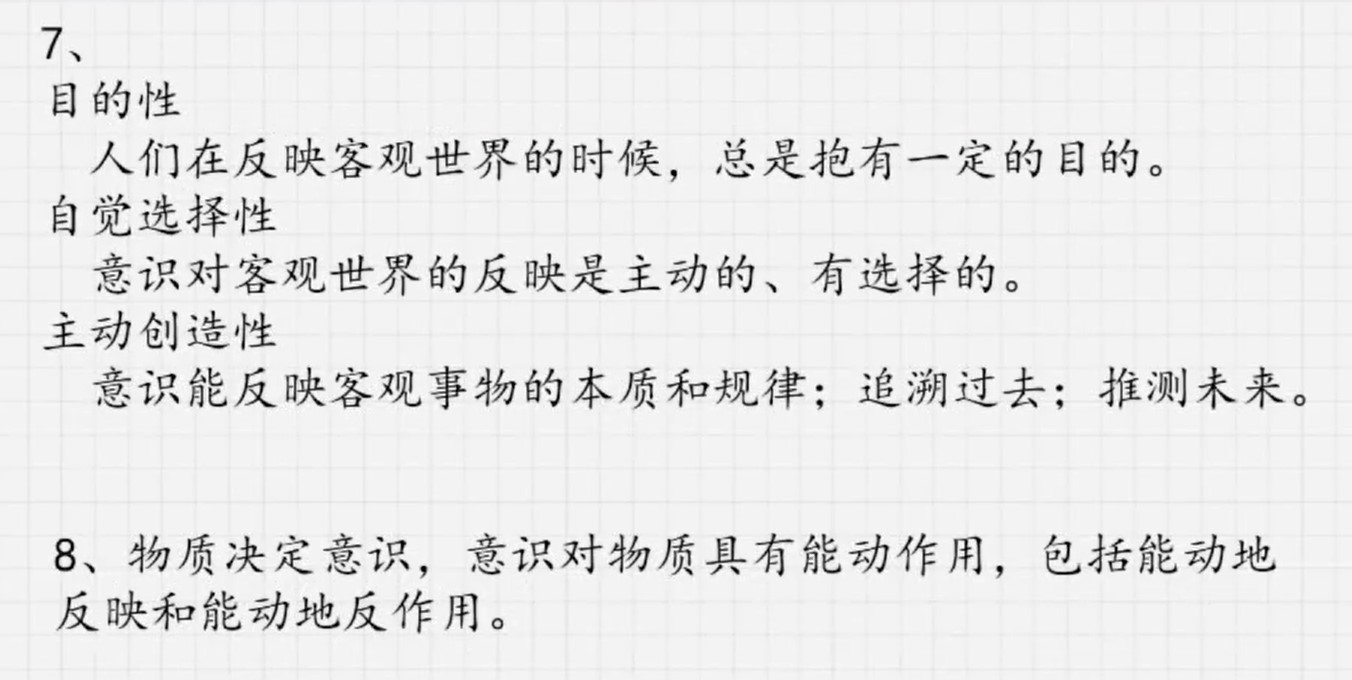 7、
目的性
人们在反映客观世界的时候，总是抱有一定的目的。
自觉选择性
意识对客观世界的反映是主动的、有选择的。
主动创造性
意识能反映客观事物的本质和规律；追溯过去；推测未来。
8、物质决定意识，意识对物质具有能动作用，包括能动地
反映和能动地反作用。